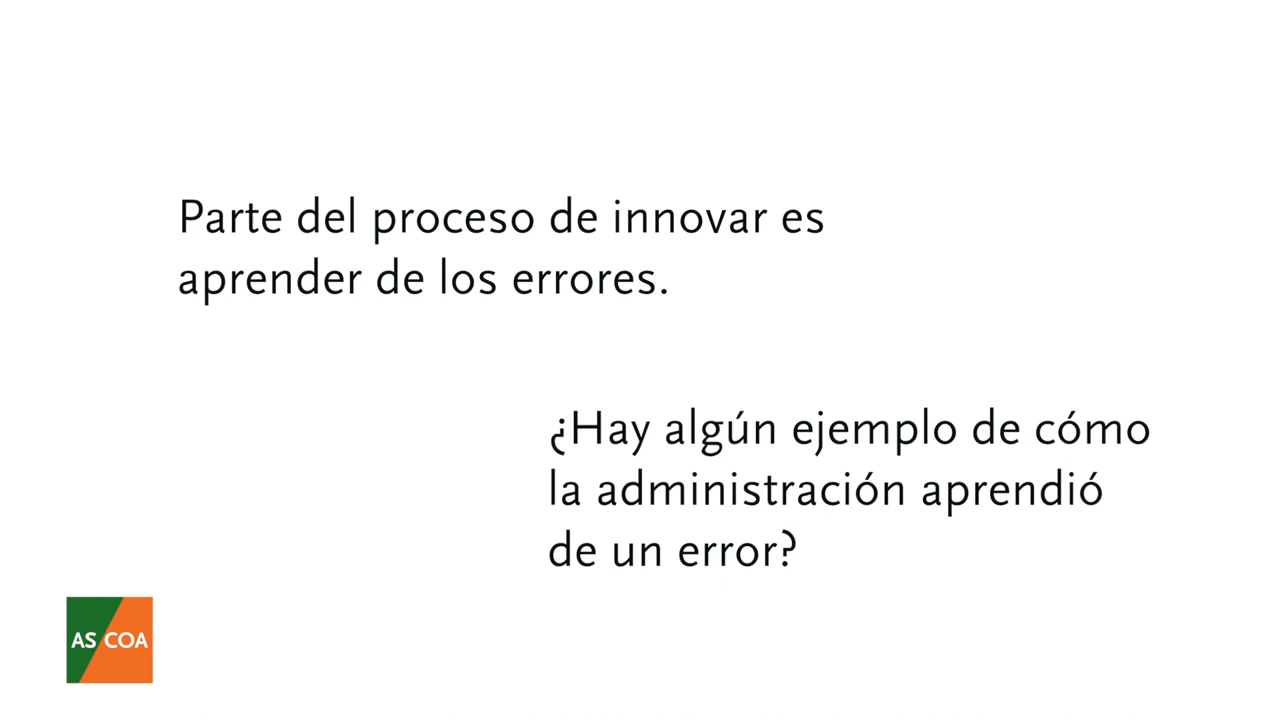 Parte del proceso de innovar es
aprender de los errores.
¿Hay algún ejemplo de cómo
la administración aprendió
de un error?
AS COA